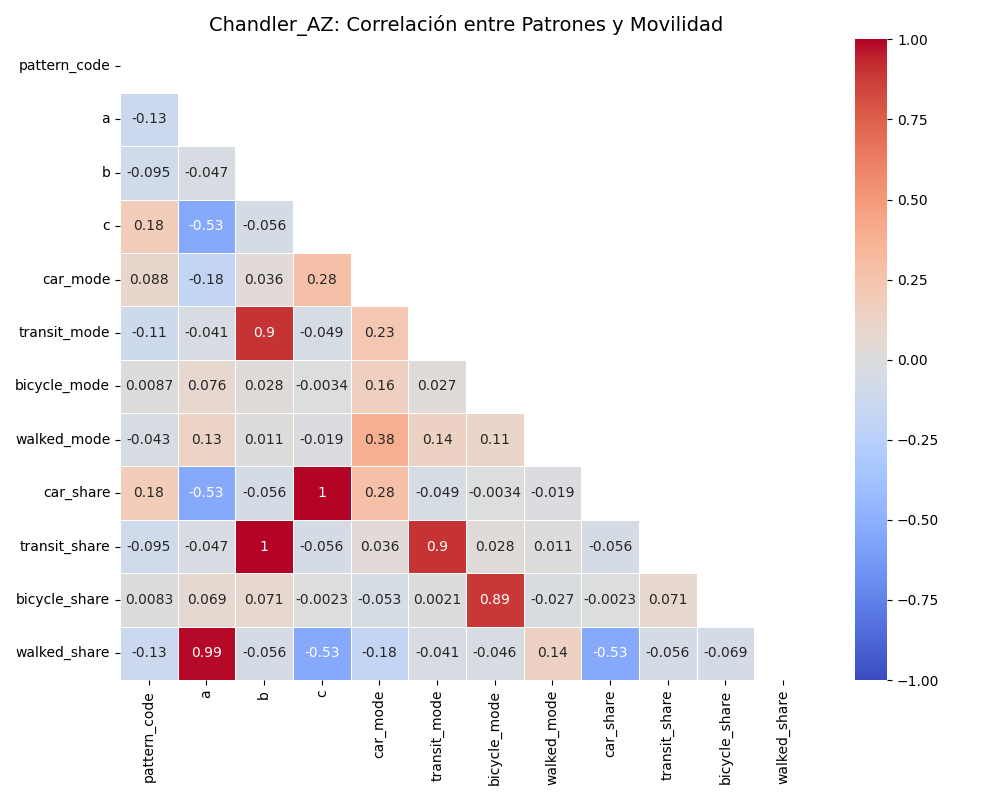 Chandler_AZ: Correlación entre Patrones y Movilidad
pattern_code
a -0.13
b -0.095 -0.047
c 0.18 -0.53 -0.056
car_mode 0.088 -0.18 0.036 0.28
transit_mode -0.11 -0.041 0.9 -0.049 0.23
bicycle_mode 0.0087 0.076 0.028 -0.0034 0.16 0.027
walked_mode -0.043 0.13 0.011 -0.019 0.38 0.14 0.11
car_share 0.18 -0.53 -0.056 1 0.28 -0.049 -0.0034 -0.019
transit_share -0.095 -0.047 1 -0.056 0.036 0.9 0.028 0.011 -0.056
bicycle_share 0.0083 0.069 0.071 -0.0023 -0.053 0.0021 0.89 -0.027 -0.0023 0.071
walked_share -0.13 0.99 -0.056 -0.53 -0.18 -0.041 -0.046 0.14 -0.53 -0.056 -0.069
pattern_code a b c car_mode transit_mode bicycle_mode walked_mode car_share transit_share bicycle_share walked_share
1.00
0.75
0.50
0.25
0.00
−0.25
−0.50
−0.75
−1.00